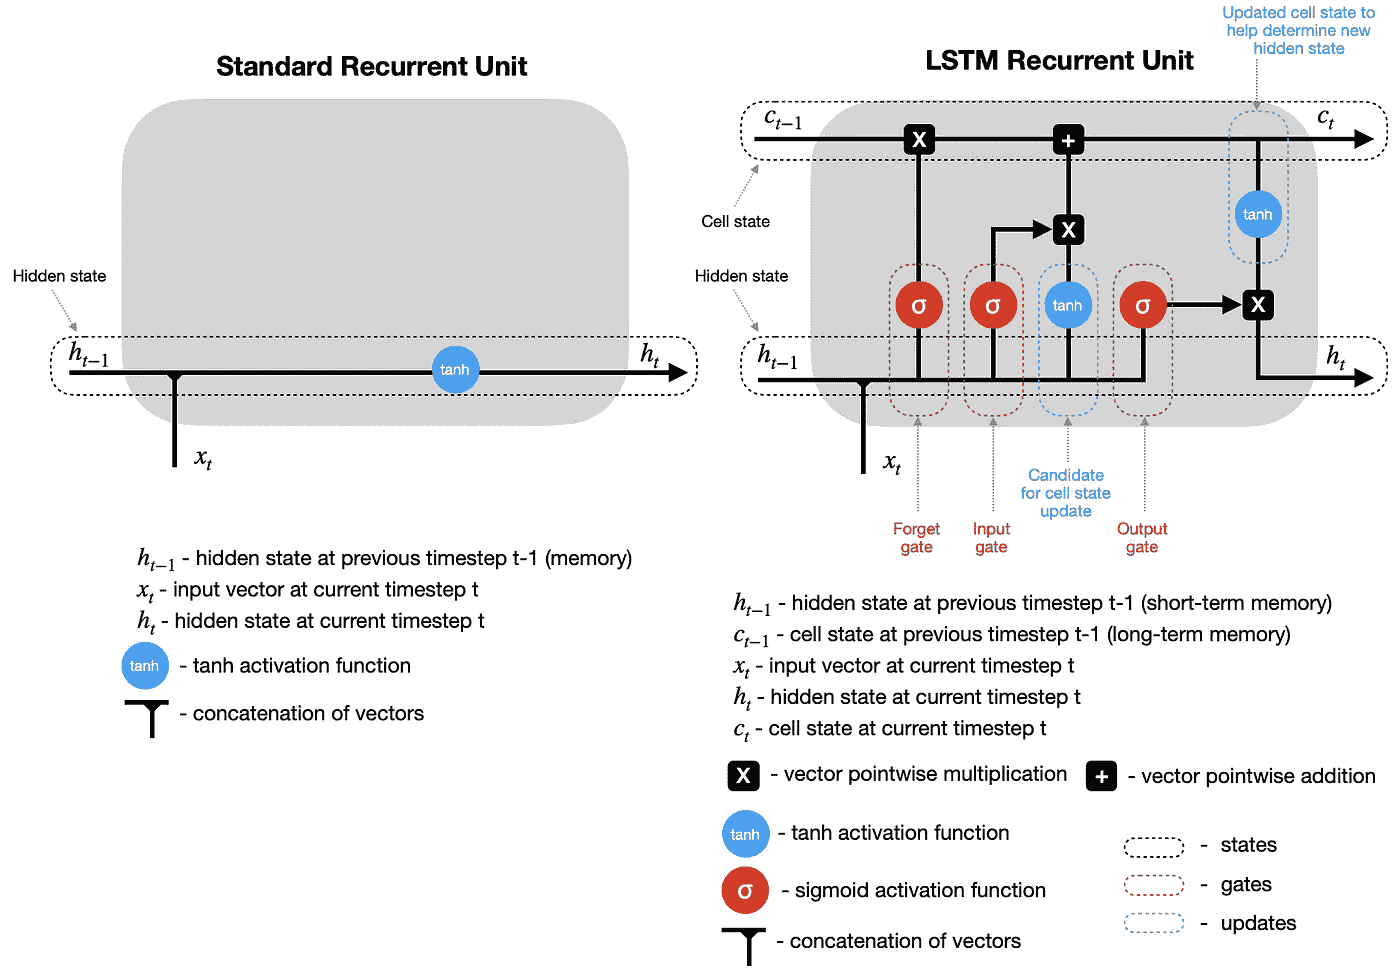 Standard Recurrent Unit
Hidden state
h_{t-1}
h_t
tanh
x_t
h_{t-1} - hidden state at previous timestep t-1 (memory)
x_t - input vector at current timestep t
h_t - hidden state at current timestep t
tanh - tanh activation function
- concatenation of vectors
LSTM Recurrent Unit
Updated cell state to
help determine new
hidden state
c_{t-1}
c_t
X
+
Cell state
X
tanh
Hidden state
σ
σ
tanh
σ
X
h_{t-1}
h_t
x_t
Forget
gate
Input
gate
Candidate
for cell state
update
Output
gate
h_{t-1} - hidden state at previous timestep t-1 (short-term memory)
c_{t-1} - cell state at previous timestep t-1 (long-term memory)
x_t - input vector at current timestep t
h_t - hidden state at current timestep t
c_t - cell state at current timestep t
X - vector pointwise multiplication
+ - vector pointwise addition
tanh - tanh activation function
σ - sigmoid activation function
- concatenation of vectors
- states
- gates
- updates